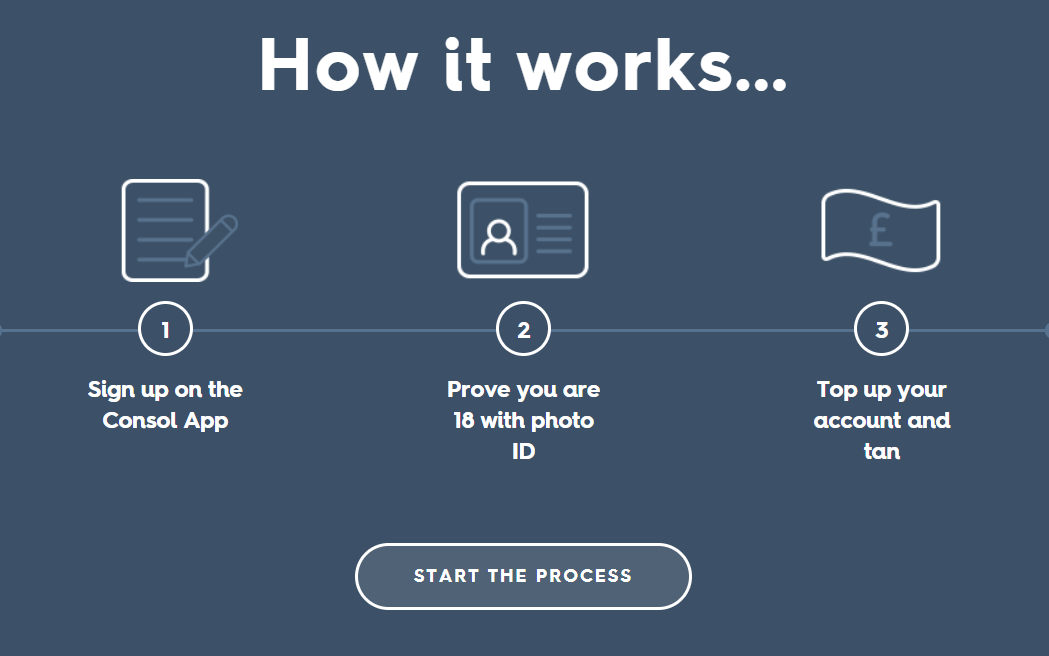 How it works...
£
1
2
3
Sign up on the
Consol App
Prove you are
18 with photo
ID
Top up your
account and
tan
START THE PROCESS